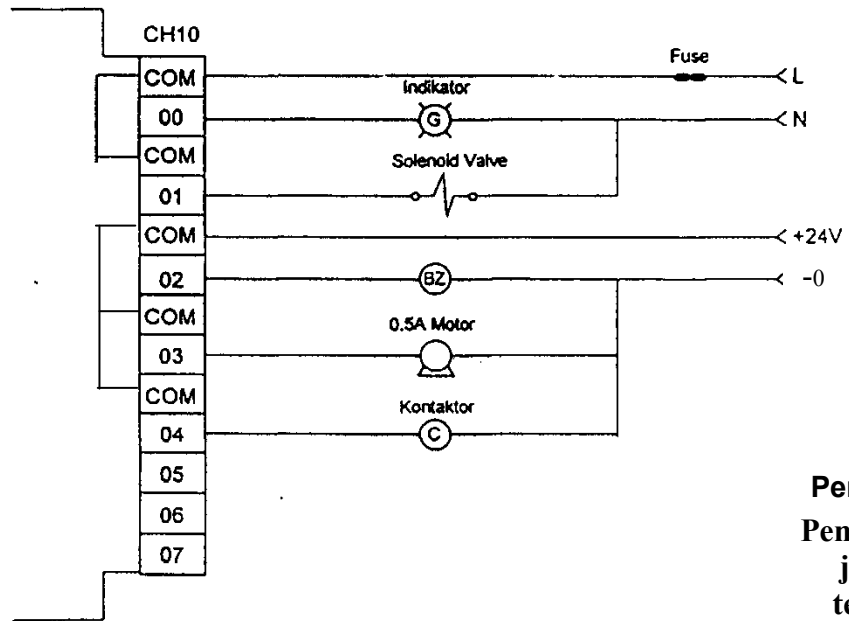 CH10
COM
Fuse
L
Indikator
00
G
N
COM
Solenoid Valve
01
COM
+24V
02
BZ
-0
COM
0.5A Motor
03
COM
Kontaktor
04
C
05
06
07
Per
Pen
j
te